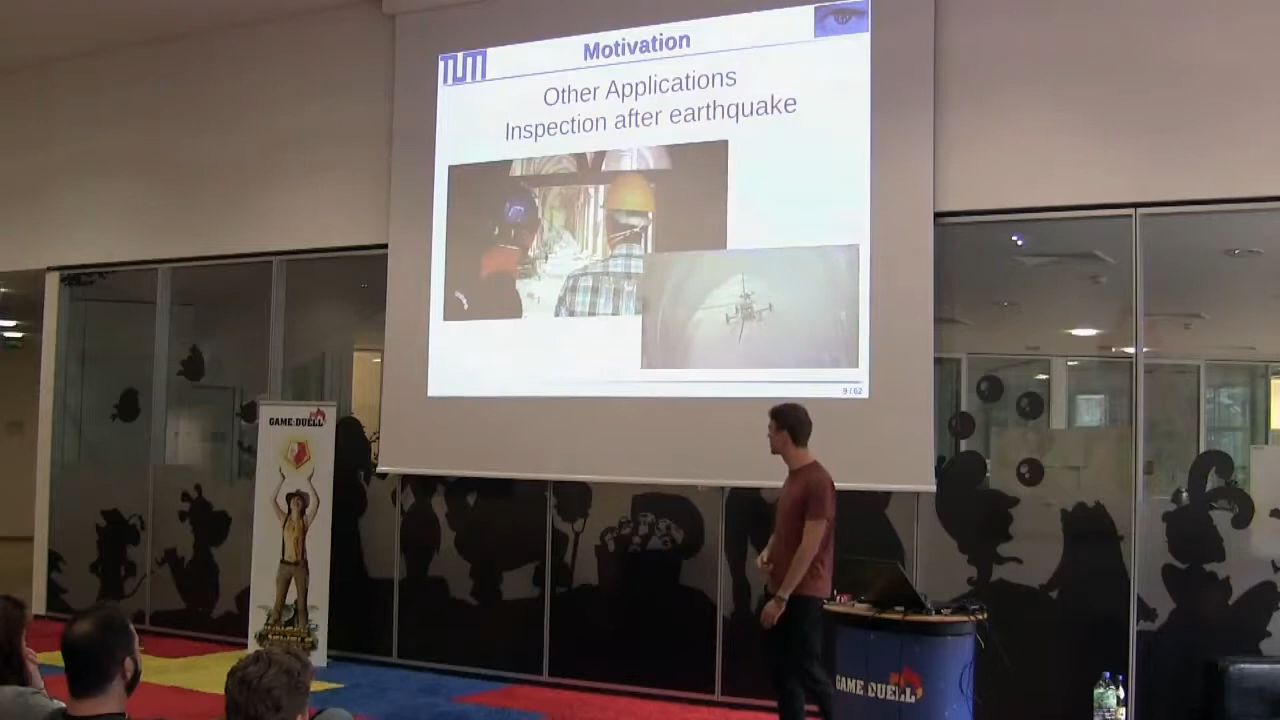 TUM
Motivation
Other Applications
Inspection after earthquake
9 / 62
GAME DUELL
GAME DUELL